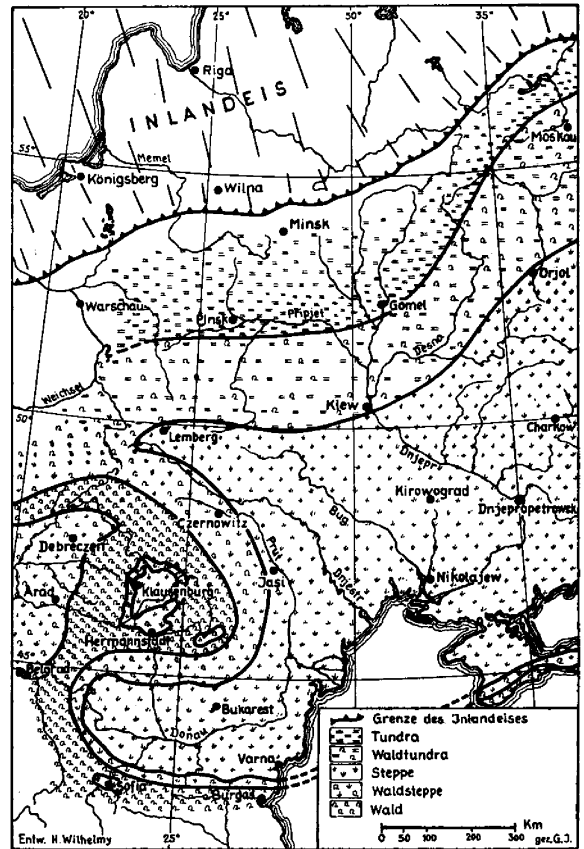 30°
35°
Riga
INLANDEIS
Moskau
55°
20°
25°
Memel
Königsberg
Wilna
Minsk
Orjol
Warschau
Gomel
Pinsk
Pripjet
Desna
Weichsel
Kiew
50°
Lemberg
Charkow
Dnjepr
Kirowograd
Dnjepropetrowsk
Czernowitz
Bug
Debreczen
Prut
Dnjestr
Nikolajew
Klausenburg
Jasi
Arad
Hermannstadt
45°
Belgrad
Bukarest
Donau
Varna
Sofia
Burgas
25°
Grenze des Inlandeises
Tundra
Waldtundra
Steppe
Waldsteppe
Wald
Km
0 50 100 200 300
Entw. H. Wilhelmy
gez. G.J.